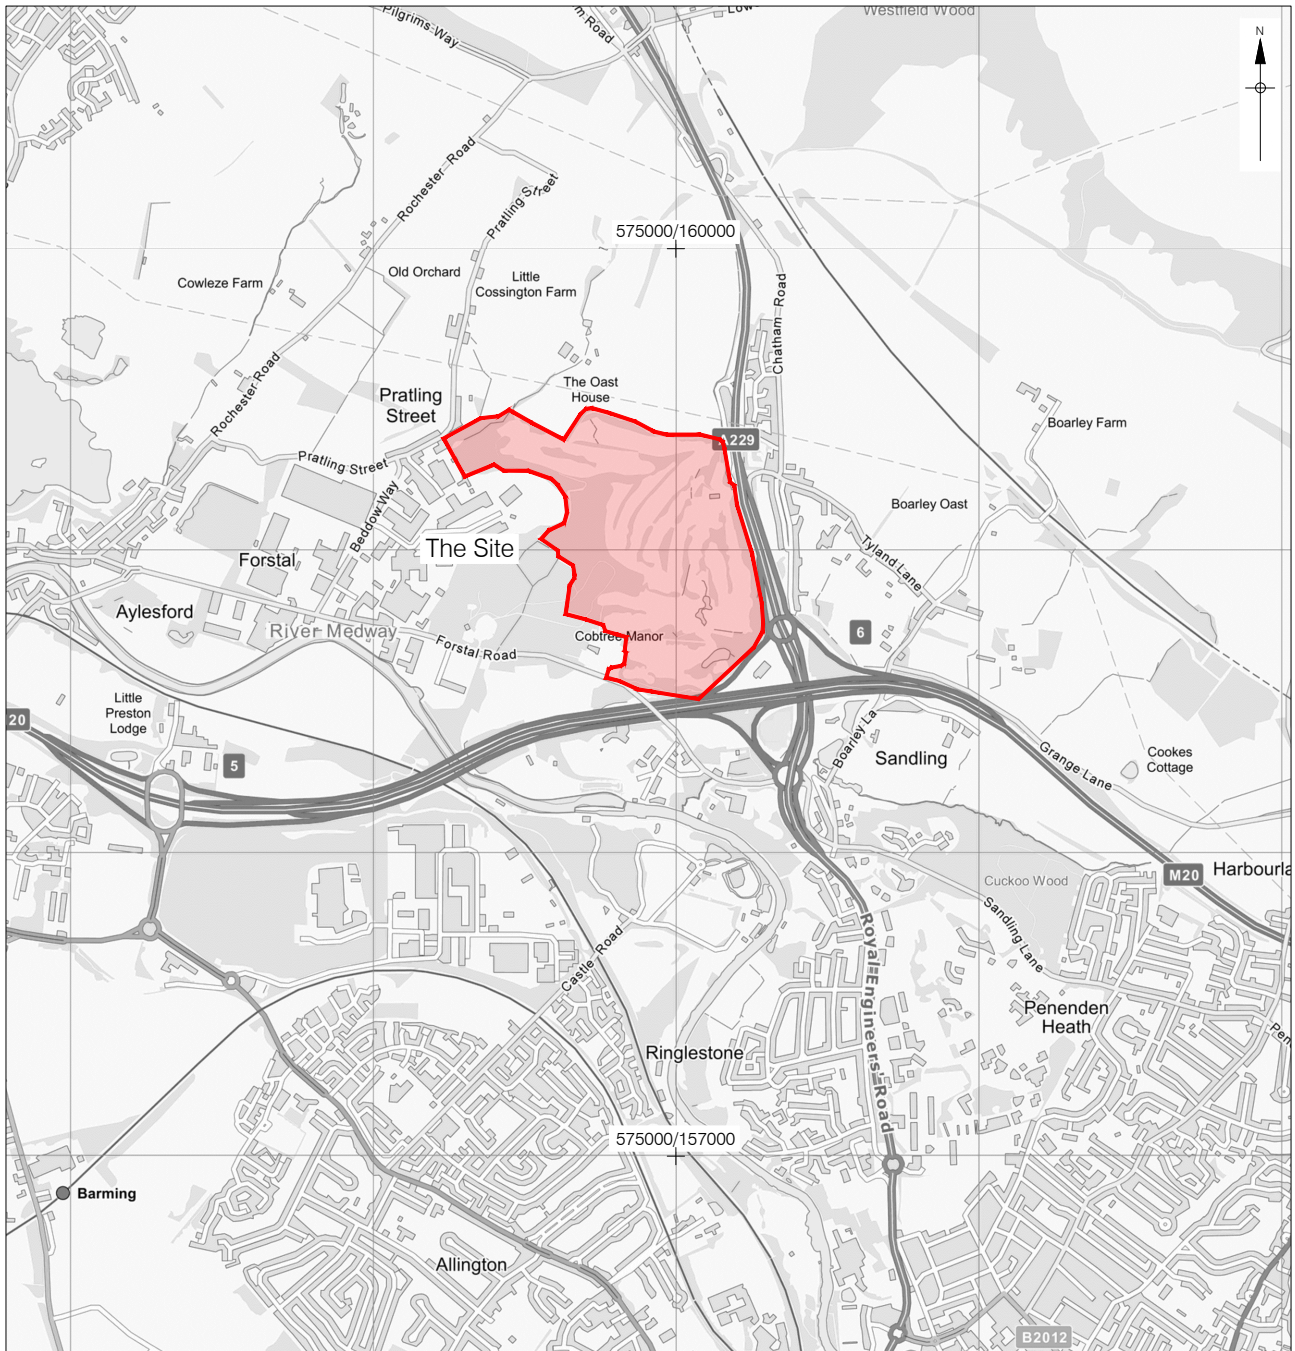 Pilgrims Way
m Road
Westfield Wood
N
Rochester Road
Pratling Street
575000/160000
Old Orchard
Little
Cossington Farm
Cowleze Farm
Chatham Road
Rochester Road
The Oast
House
Pratling
Street
A229
Boarley Farm
Pratling Street
Beddow Way
Boarley Oast
The Site
Forstal
Tyland Lane
Aylesford
River Medway
Forstal Road
Cobtree Manor
6
Little
Preston
Lodge
20
5
Boarley La
Sandling
Grange Lane
Cookes
Cottage
M20
Harbourla
Cuckoo Wood
Sandling Lane
Castle Road
Royal Engineers' Road
Penenden
Heath
Pen
Ringlestone
575000/157000
Barming
Allington
B2012